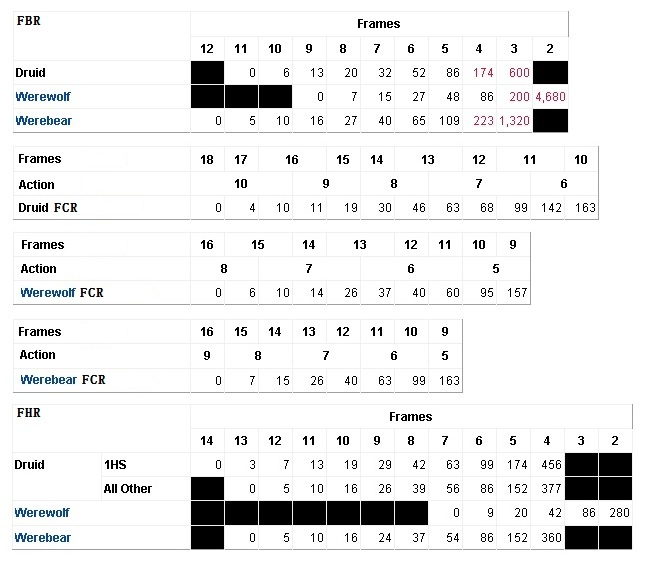 FBR Frames
12 11 10 9 8 7 6 5 4 3 2
Druid 0 6 13 20 32 52 86 174 600
Werewolf 0 7 15 27 48 86 200 4,680
Werebear 0 5 10 16 27 40 65 109 223 1,320
Frames 18 17 16 15 14 13 12 11 10
Action 10 9 8 7 6
Druid FCR 0 4 10 11 19 30 46 63 68 99 142 163
Frames 16 15 14 13 12 11 10 9
Action 8 7 6 5
Werewolf FCR 0 6 10 14 26 37 40 60 95 157
Frames 16 15 14 13 12 11 10 9
Action 9 8 7 6 5
Werebear FCR 0 7 15 26 40 63 99 163
FHR Frames
14 13 12 11 10 9 8 7 6 5 4 3 2
Druid 1HS 0 3 7 13 19 29 42 63 99 174 456
All Other 0 5 10 16 26 39 56 86 152 377
Werewolf 0 9 20 42 86 280
Werebear 0 5 10 16 24 37 54 86 152 360